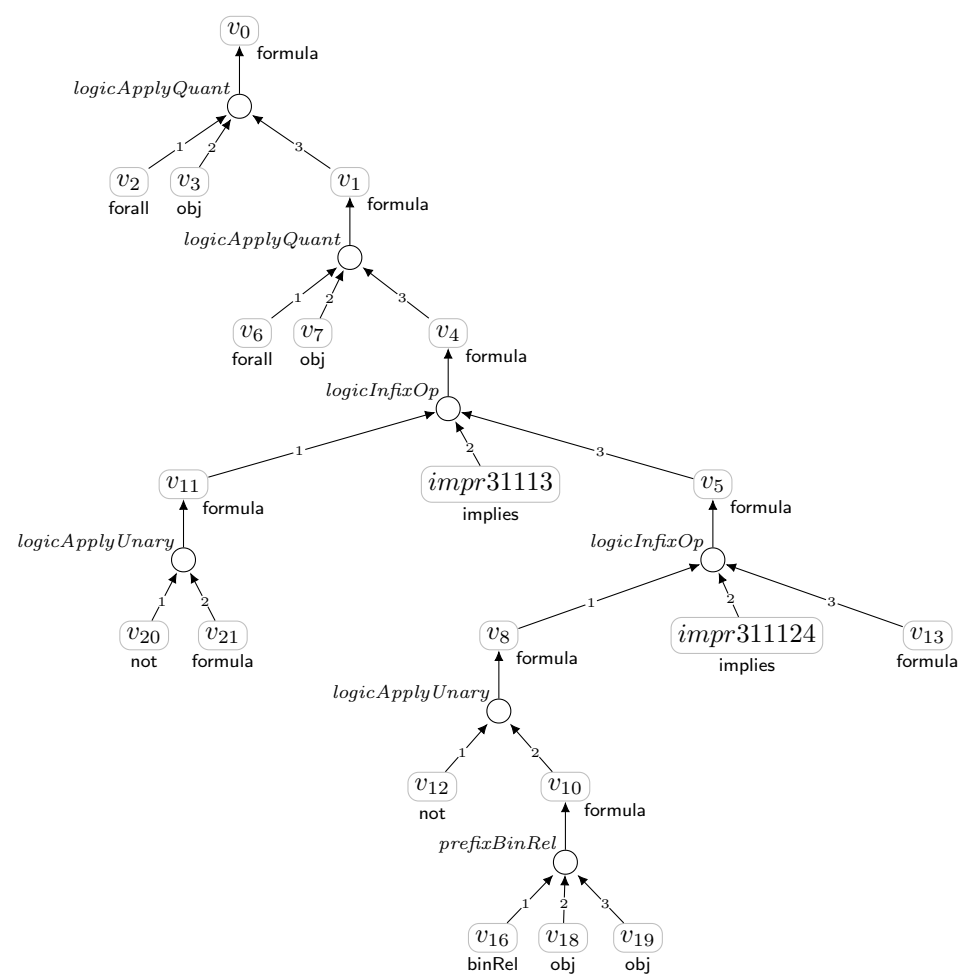 v0
formula
logicApplyQuant
1 2 3
v2 v3 v1
forall obj formula
logicApplyQuant
1 2 3
v6 v7 v4
forall obj formula
logicInfixOp
1 2 3
v11 impr31113 v5
formula implies formula
logicApplyUnary logicInfixOp
1 2 1 2 3
v20 v21 v8 impr311124 v13
not formula formula implies formula
logicApplyUnary
1 2
v12 v10
not formula
prefixBinRel
1 2 3
v16 v18 v19
binRel obj obj